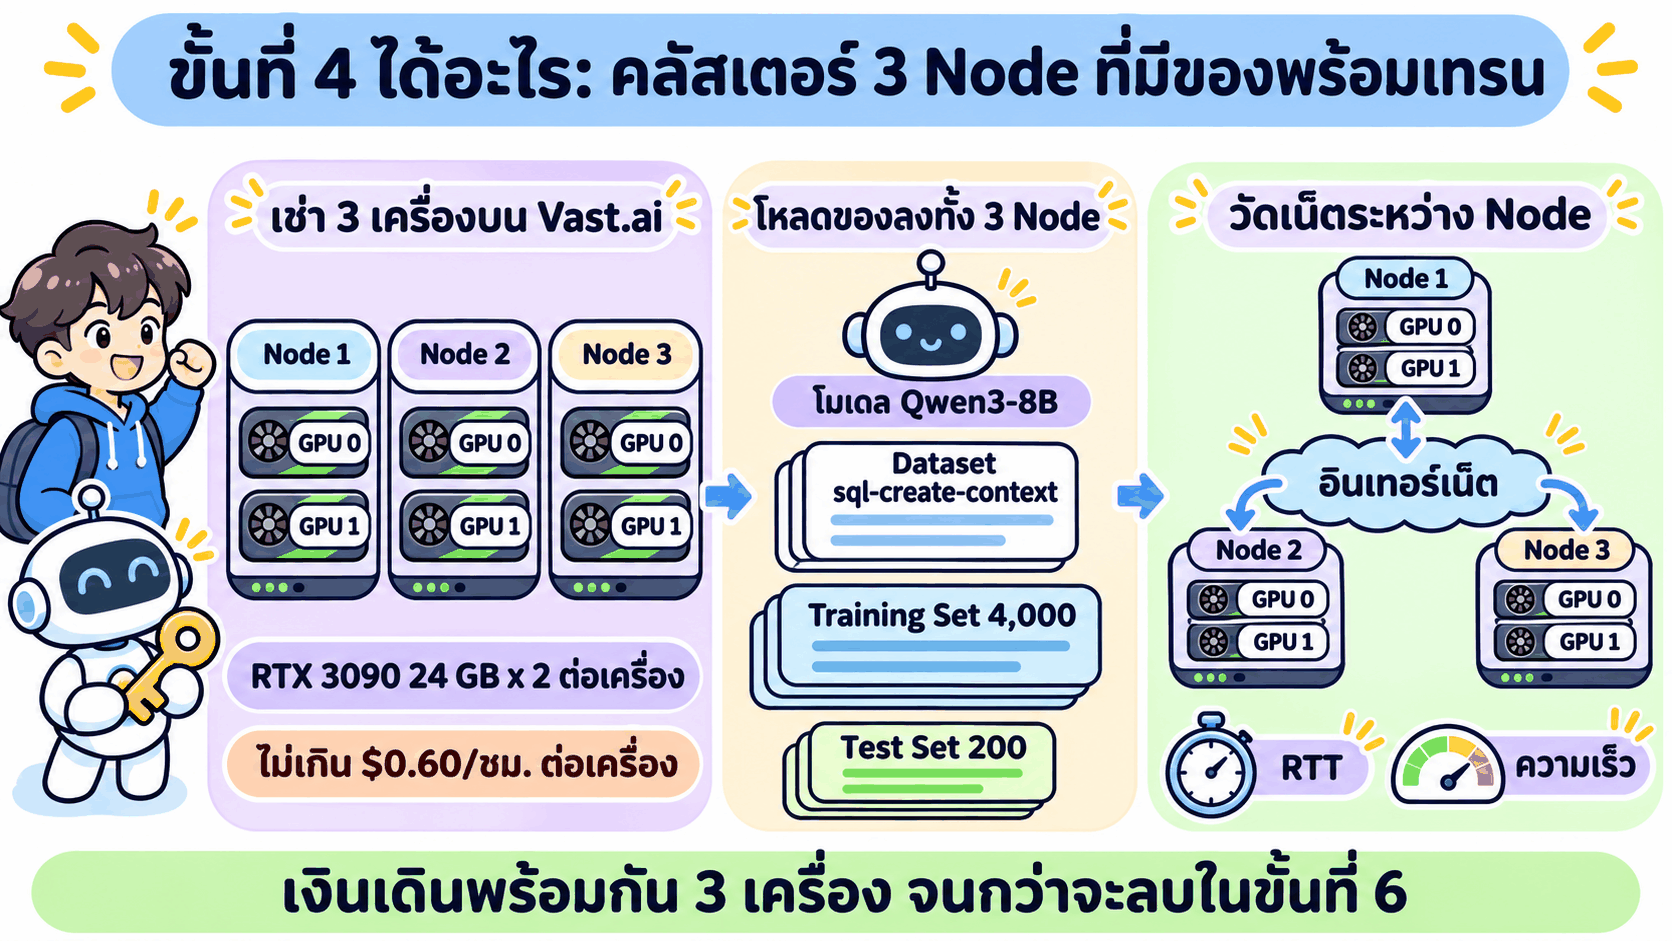 ขั้นที่ 4 ได้อะไร: คลัสเตอร์ 3 Node ที่มีของพร้อมเทรน
เช่า 3 เครื่องบน Vast.ai
Node 1
GPU 0
GPU 1
Node 2
GPU 0
GPU 1
Node 3
GPU 0
GPU 1
RTX 3090 24 GB x 2 ต่อเครื่อง
ไม่เกิน $0.60/ชม. ต่อเครื่อง
โหลดของลงทั้ง 3 Node
โมเดล Qwen3-8B
Dataset
sql-create-context
Training Set 4,000
Test Set 200
วัดเน็ตระหว่าง Node
Node 1
GPU 0
GPU 1
อินเทอร์เน็ต
Node 2
GPU 0
GPU 1
Node 3
GPU 0
GPU 1
RTT
ความเร็ว
เงินเดินพร้อมกัน 3 เครื่อง จนกว่าจะลบในขั้นที่ 6